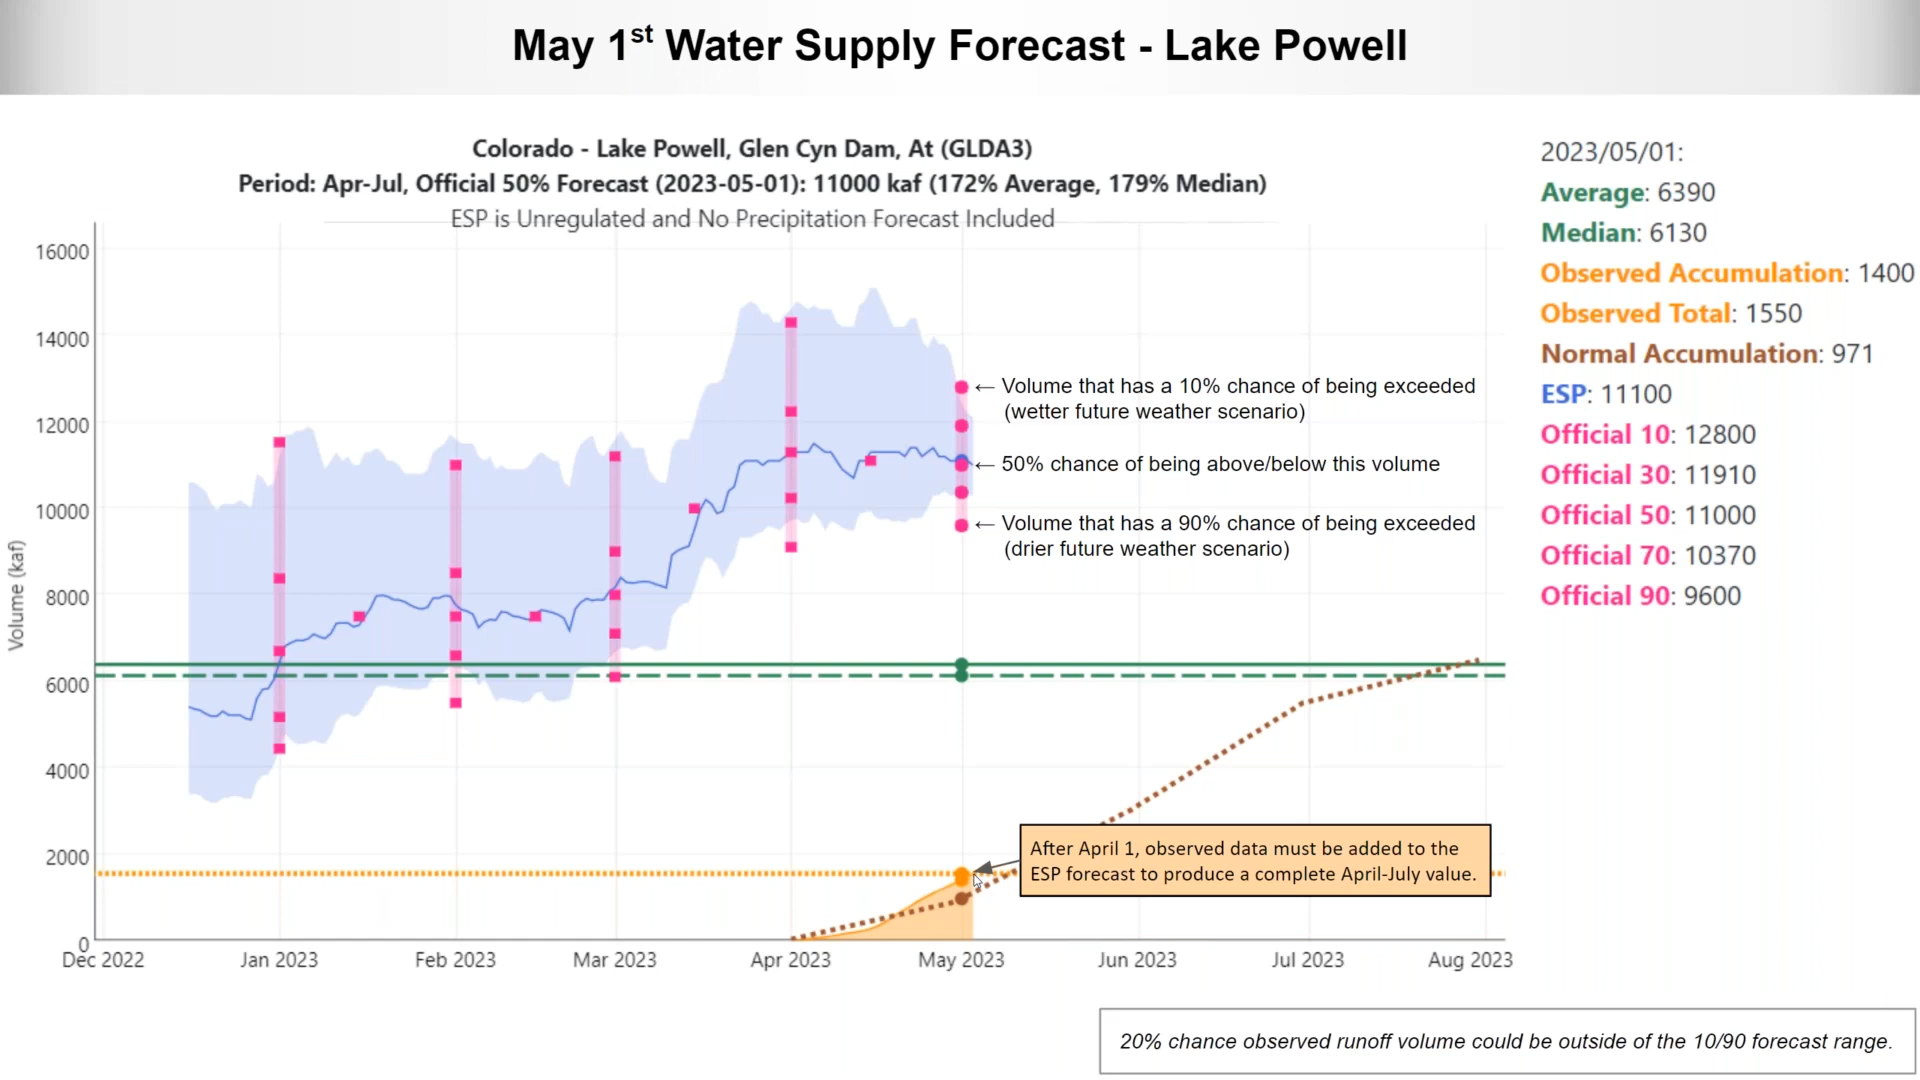 May 1st Water Supply Forecast - Lake Powell
Colorado - Lake Powell, Glen Cyn Dam, At (GLDA3)
Period: Apr-Jul, Official 50% Forecast (2023-05-01): 11000 kaf (172% Average, 179% Median)
ESP is Unregulated and No Precipitation Forecast Included
2023/05/01:
Average: 6390
Median: 6130
Observed Accumulation: 1400
Observed Total: 1550
Normal Accumulation: 971
ESP: 11100
Official 10: 12800
Official 30: 11910
Official 50: 11000
Official 70: 10370
Official 90: 9600
Volume (kaf)
16000
14000
12000
10000
8000
6000
4000
2000
0
← Volume that has a 10% chance of being exceeded
(wetter future weather scenario)
← 50% chance of being above/below this volume
← Volume that has a 90% chance of being exceeded
(drier future weather scenario)
After April 1, observed data must be added to the
ESP forecast to produce a complete April-July value.
Dec 2022
Jan 2023
Feb 2023
Mar 2023
Apr 2023
May 2023
Jun 2023
Jul 2023
Aug 2023
20% chance observed runoff volume could be outside of the 10/90 forecast range.